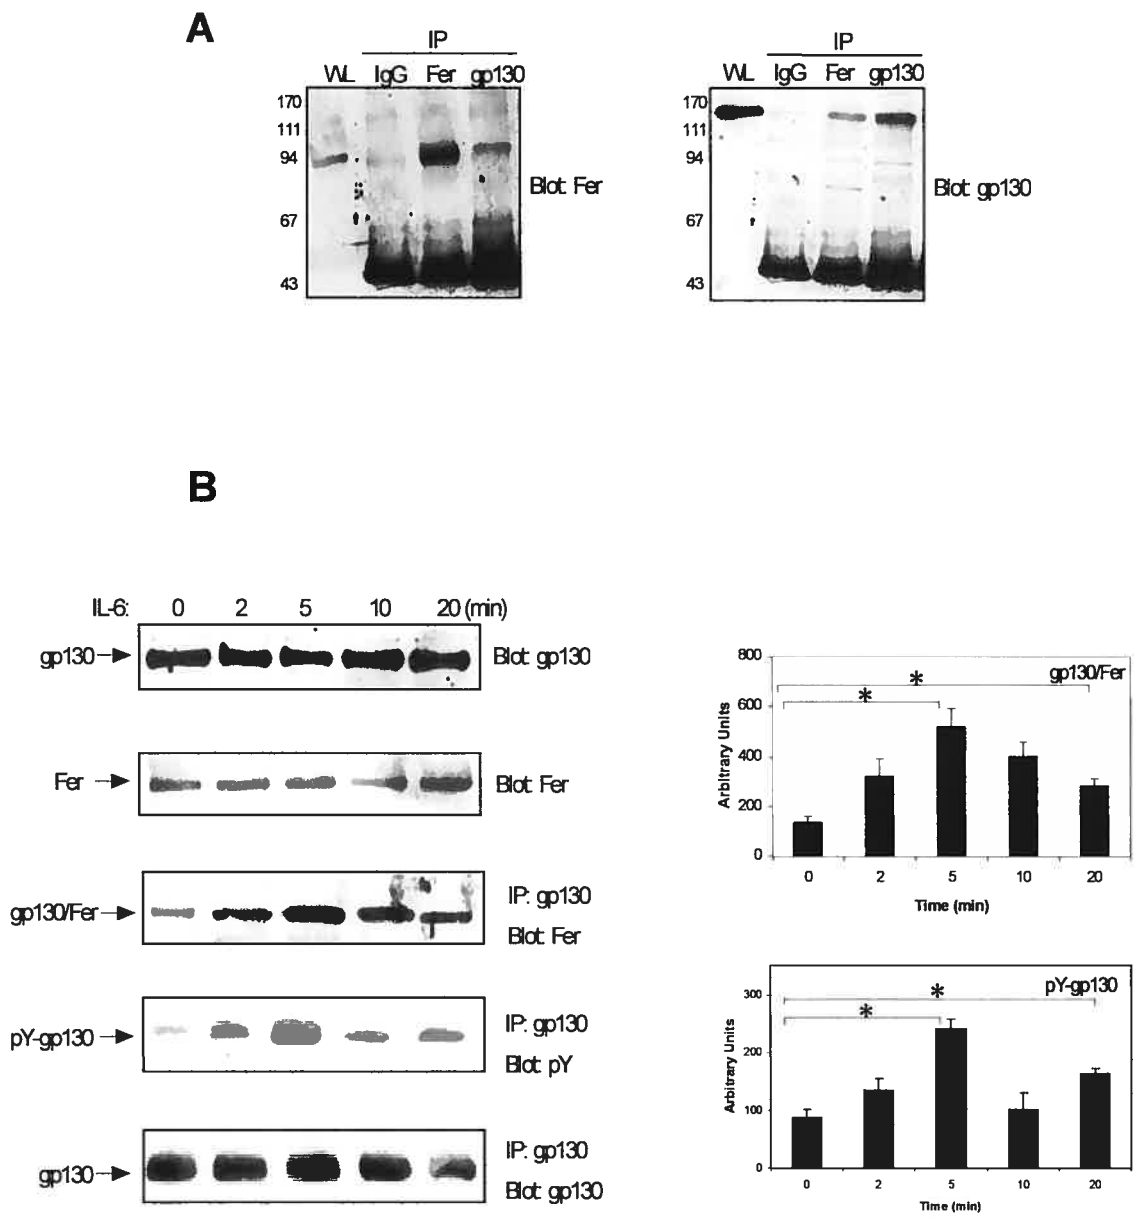 A
IP
WL IgG Fer gp130
170
111
94
67
43
Blot: Fer
IP
WL IgG Fer gp130
170
111
94
67
43
Blot: gp130
B
IL-6: 0 2 5 10 20 (min)
gp130
Blot: gp130
Fer
Blot: Fer
gp130/Fer
IP: gp130
Blot: Fer
pY-gp130
IP: gp130
Blot: pY
gp130
IP: gp130
Blot: gp130
gp130/Fer
800
600
400
200
0
Arbitrary Units
* 
*
0 2 5 10 20
Time (min)
pY-gp130
300
200
100
0
Arbitrary Units
*
*
0 2 5 10 20
Time (min)